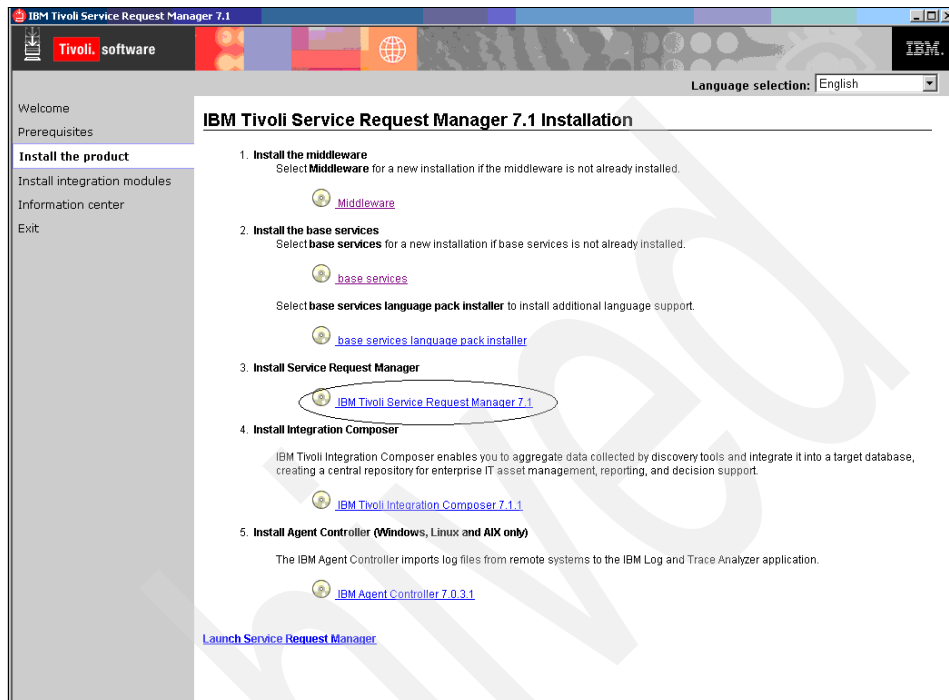 IBM Tivoli Service Request Manager 7.1
Tivoli. software
IBM.
Language selection: English
Welcome
Prerequisites
Install the product
Install integration modules
Information center
Exit
IBM Tivoli Service Request Manager 7.1 Installation
1. Install the middleware
Select Middleware for a new installation if the middleware is not already installed.
Middleware
2. Install the base services
Select base services for a new installation if base services is not already installed.
base services
Select base services language pack installer to install additional language support.
base services language pack installer
3. Install Service Request Manager
IBM Tivoli Service Request Manager 7.1
4. Install Integration Composer
IBM Tivoli Integration Composer enables you to aggregate data collected by discovery tools and integrate it into a target database,
creating a central repository for enterprise IT asset management, reporting, and decision support.
IBM Tivoli Integration Composer 7.1.1
5. Install Agent Controller (Windows, Linux and AIX only)
The IBM Agent Controller imports log files from remote systems to the IBM Log and Trace Analyzer application.
IBM Agent Controller 7.0.3.1
Launch Service Request Manager
hived